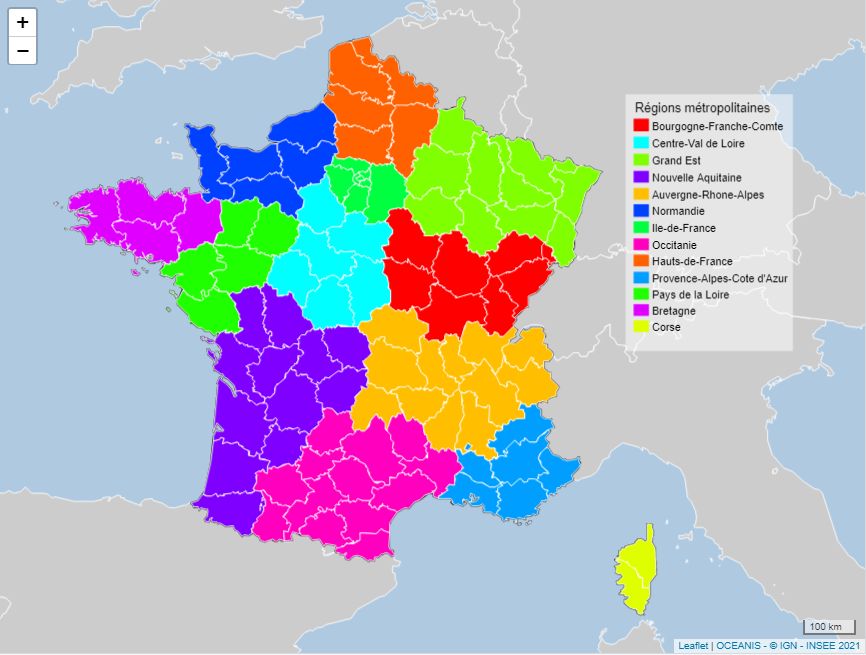 +
−
Régions métropolitaines
Bourgogne-Franche-Comte
Centre-Val de Loire
Grand Est
Nouvelle Aquitaine
Auvergne-Rhone-Alpes
Normandie
Ile-de-France
Occitanie
Hauts-de-France
Provence-Alpes-Cote d'Azur
Pays de la Loire
Bretagne
Corse
100 km
Leaflet | OCEANIS - © IGN - INSEE 2021